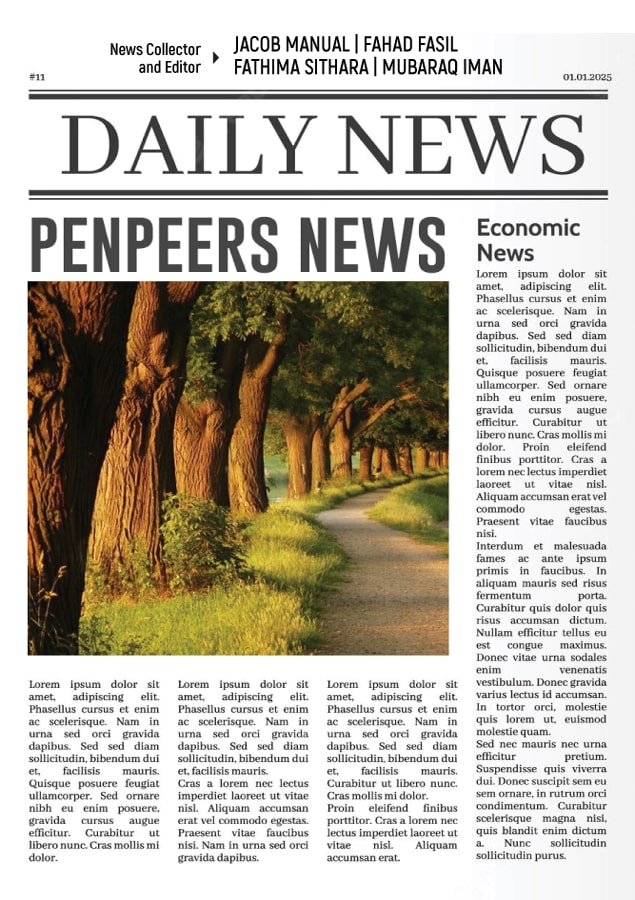 News Collector
and Editor
JACOB MANUAL | FAHAD FASIL
FATHIMA SITHARA | MUBARAQ IMAN
#11
01.01.2025
DAILY NEWS
PENPEERS NEWS
Lorem ipsum dolor sit
amet, adipiscing elit.
Phasellus cursus et enim
ac scelerisque. Nam in
urna sed orci gravida
dapibus. Sed sed diam
sollicitudin, bibendum dui
et, facilisis mauris.
Quisque posuere feugiat
ullamcorper. Sed ornare
nibh eu enim posuere,
gravida cursus augue
efficitur. Curabitur ut
libero nunc. Cras mollis mi
dolor.
Lorem ipsum dolor sit
amet, adipiscing elit.
Phasellus cursus et enim
ac scelerisque. Nam in
urna sed orci gravida
dapibus. Sed sed diam
sollicitudin, bibendum dui
et, facilisis mauris.
Cras a lorem nec lectus
imperdiet laoreet ut vitae
nisl. Aliquam accumsan
erat vel commodo egestas.
Praesent vitae faucibus
nisi. Nam in urna sed orci
gravida dapibus.
Lorem ipsum dolor sit
amet, adipiscing elit.
Phasellus cursus et enim
ac scelerisque. Nam in
urna sed orci gravida
dapibus. Sed sed diam
sollicitudin, bibendum dui
et, facilisis mauris.
Curabitur ut libero nunc.
Cras mollis mi dolor.
Proin eleifend finibus
porttitor. Cras a lorem nec
lectus imperdiet laoreet ut
vitae nisl. Aliquam
accumsan erat.
Economic
News
Lorem ipsum dolor sit
amet, adipiscing elit.
Phasellus cursus et enim
ac scelerisque. Nam in
urna sed orci gravida
dapibus. Sed sed diam
sollicitudin, bibendum dui
et, facilisis mauris.
Quisque posuere feugiat
ullamcorper. Sed ornare
nibh eu enim posuere,
gravida cursus augue
efficitur. Curabitur ut
libero nunc. Cras mollis mi
dolor. Proin eleifend
finibus porttitor. Cras a
lorem nec lectus imperdiet
laoreet ut vitae nisl.
Aliquam accumsan erat vel
commodo egestas.
Praesent vitae faucibus
nisi.
Interdum et malesuada
fames ac ante ipsum
primis in faucibus. In
aliquam mauris sed risus
fermentum porta.
Curabitur quis dolor quis
risus accumsan dictum.
Nullam efficitur tellus eu
est congue maximus.
Donec vitae urna sodales
enim venenatis
vestibulum. Donec gravida
varius lectus id accumsan.
In tortor orci, molestie
quis lorem ut, euismod
molestie quam.
Sed nec mauris nec urna
efficitur pretium.
Suspendisse quis viverra
dui. Donec suscipit sem eu
sem ornare, in rutrum orci
condimentum. Curabitur
scelerisque magna nisi,
quis blandit enim dictum
a. Nunc sollicitudin
sollicitudin purus.